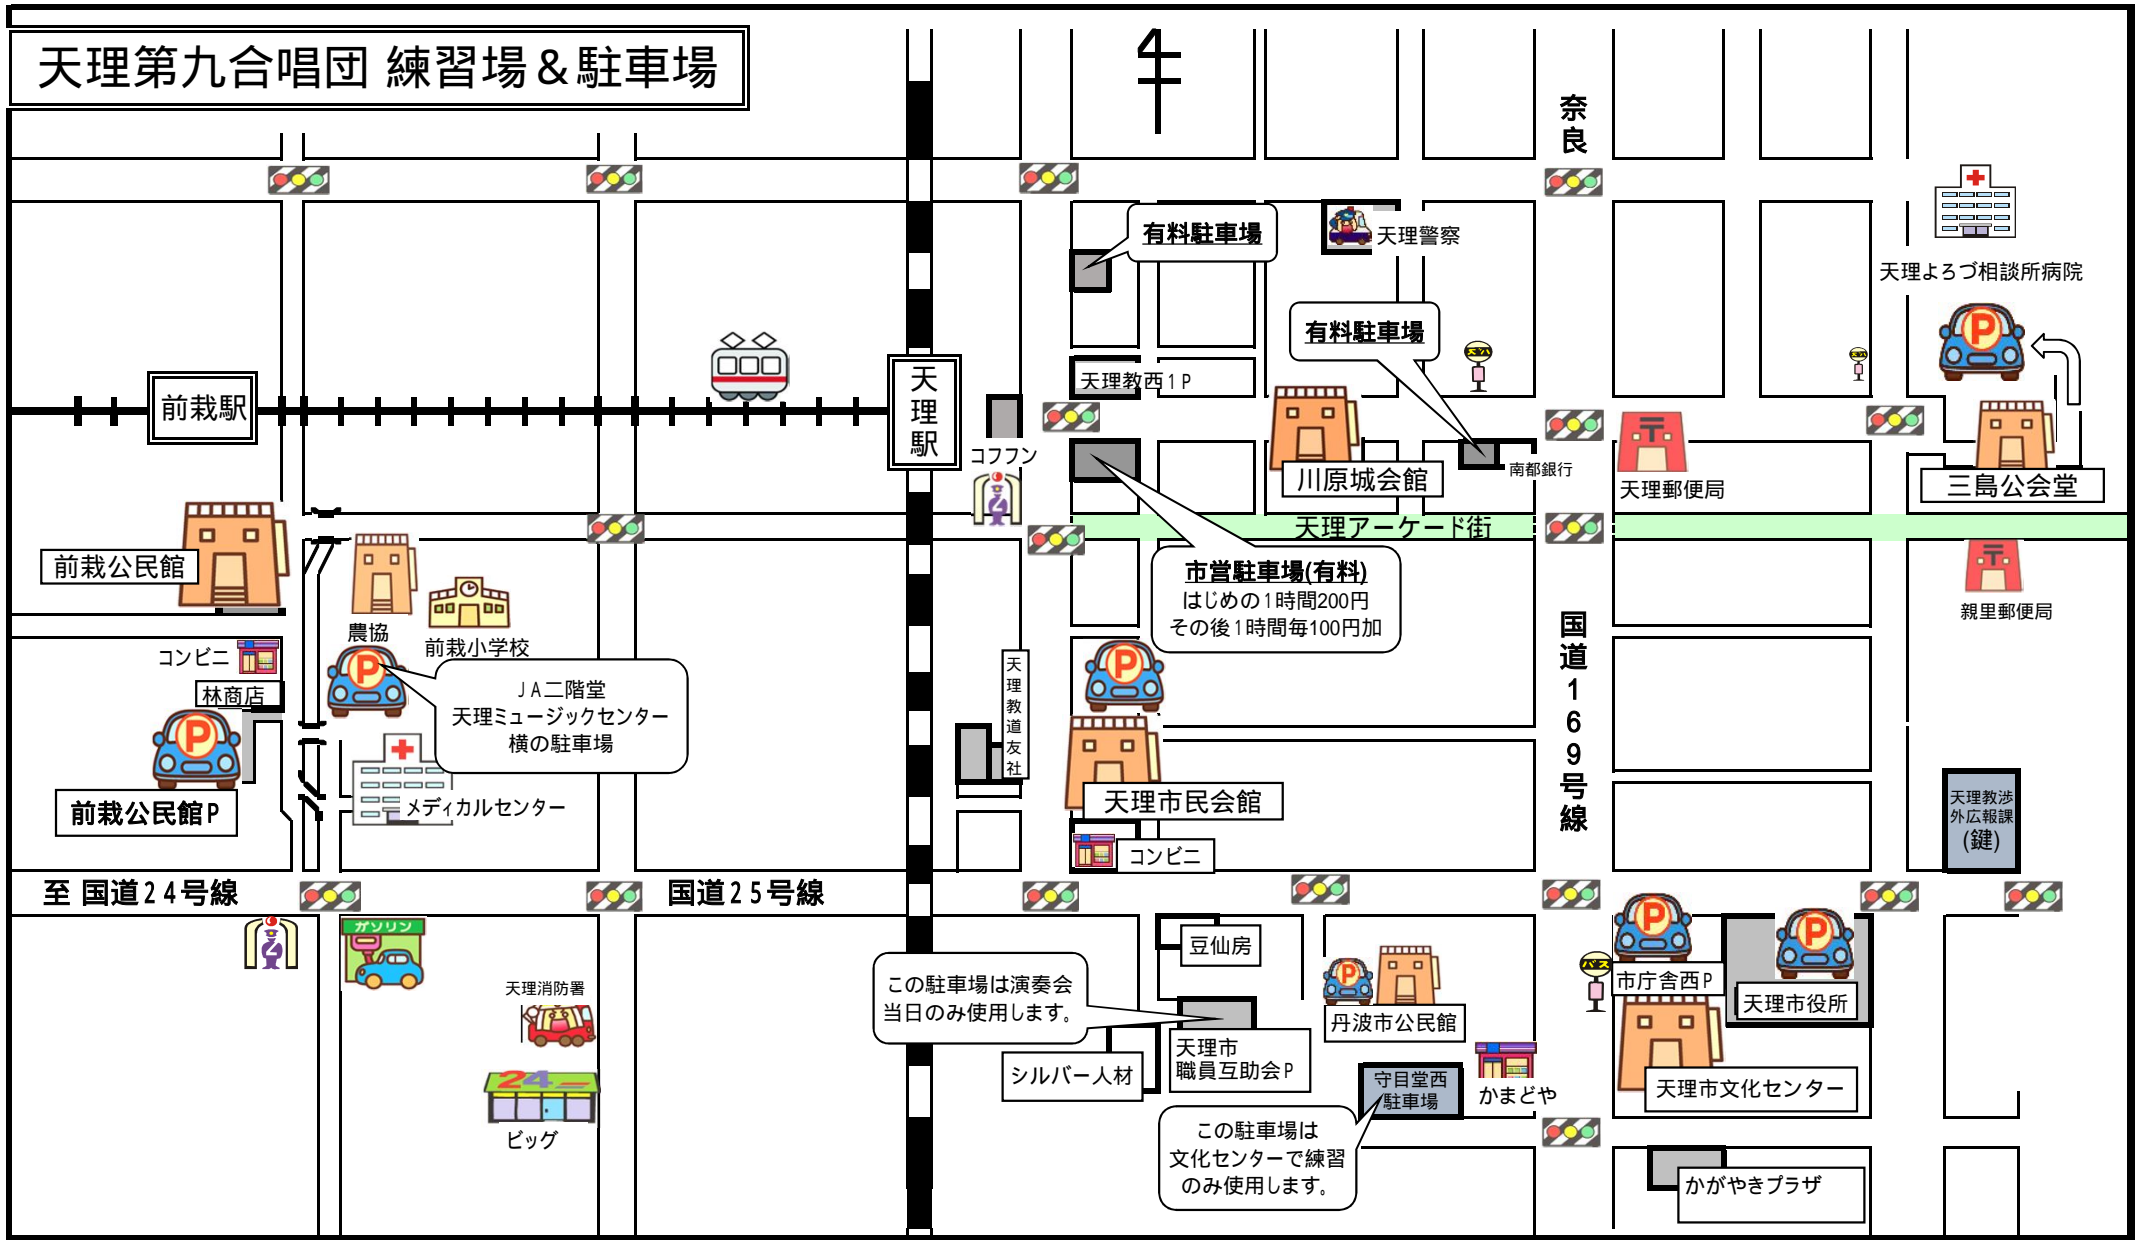 天理第九合唱団 練習場＆駐車場
4
奈良
有料駐車場
天理警察
天理よろづ相談所病院
有料駐車場
天理教西1P
前栽駅
天理駅
コフフン
川原城会館
南都銀行
天理郵便局
三島公会堂
天理アーケード街
前栽公民館
農協
前栽小学校
市営駐車場(有料)
はじめの1時間200円
その後1時間毎100円加
親里郵便局
国道169号線
コンビニ
林商店
JA二階堂
天理ミュージックセンター
横の駐車場
天理教道友社
天理市民会館
前栽公民館P
メディカルセンター
コンビニ
天理教渉
外広報課
(鍵)
至 国道24号線
国道25号線
ガソリン
豆仙房
この駐車場は演奏会
当日のみ使用します。
天理消防署
丹波市公民館
バス
市庁舎西P
天理市役所
シルバー人材
天理市
職員互助会P
守目堂西
駐車場
かまどや
天理市文化センター
24
ビッグ
この駐車場は
文化センターで練習
のみ使用します。
かがやきプラザ